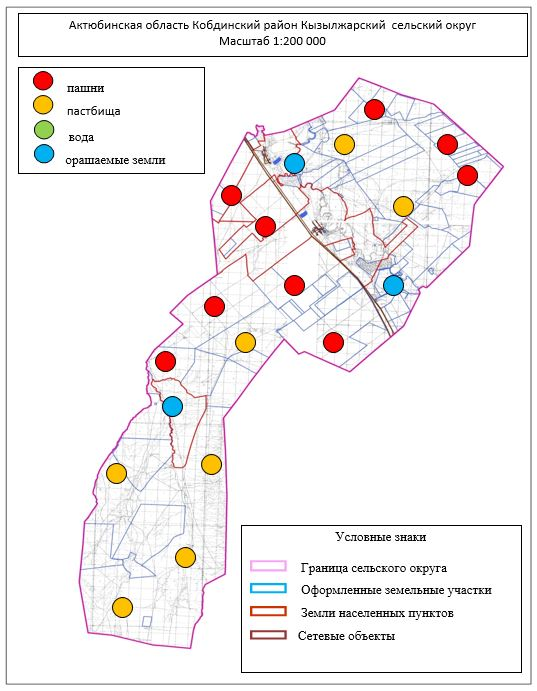 Актюбинская область Кобдинский район Кызылжарский сельский округ
Масштаб 1:200 000
пашни
пастбища
вода
орашаемые земли
Условные знаки
Граница сельского округа
Оформленные земельные участки
Земли населенных пунктов
Сетевые объекты